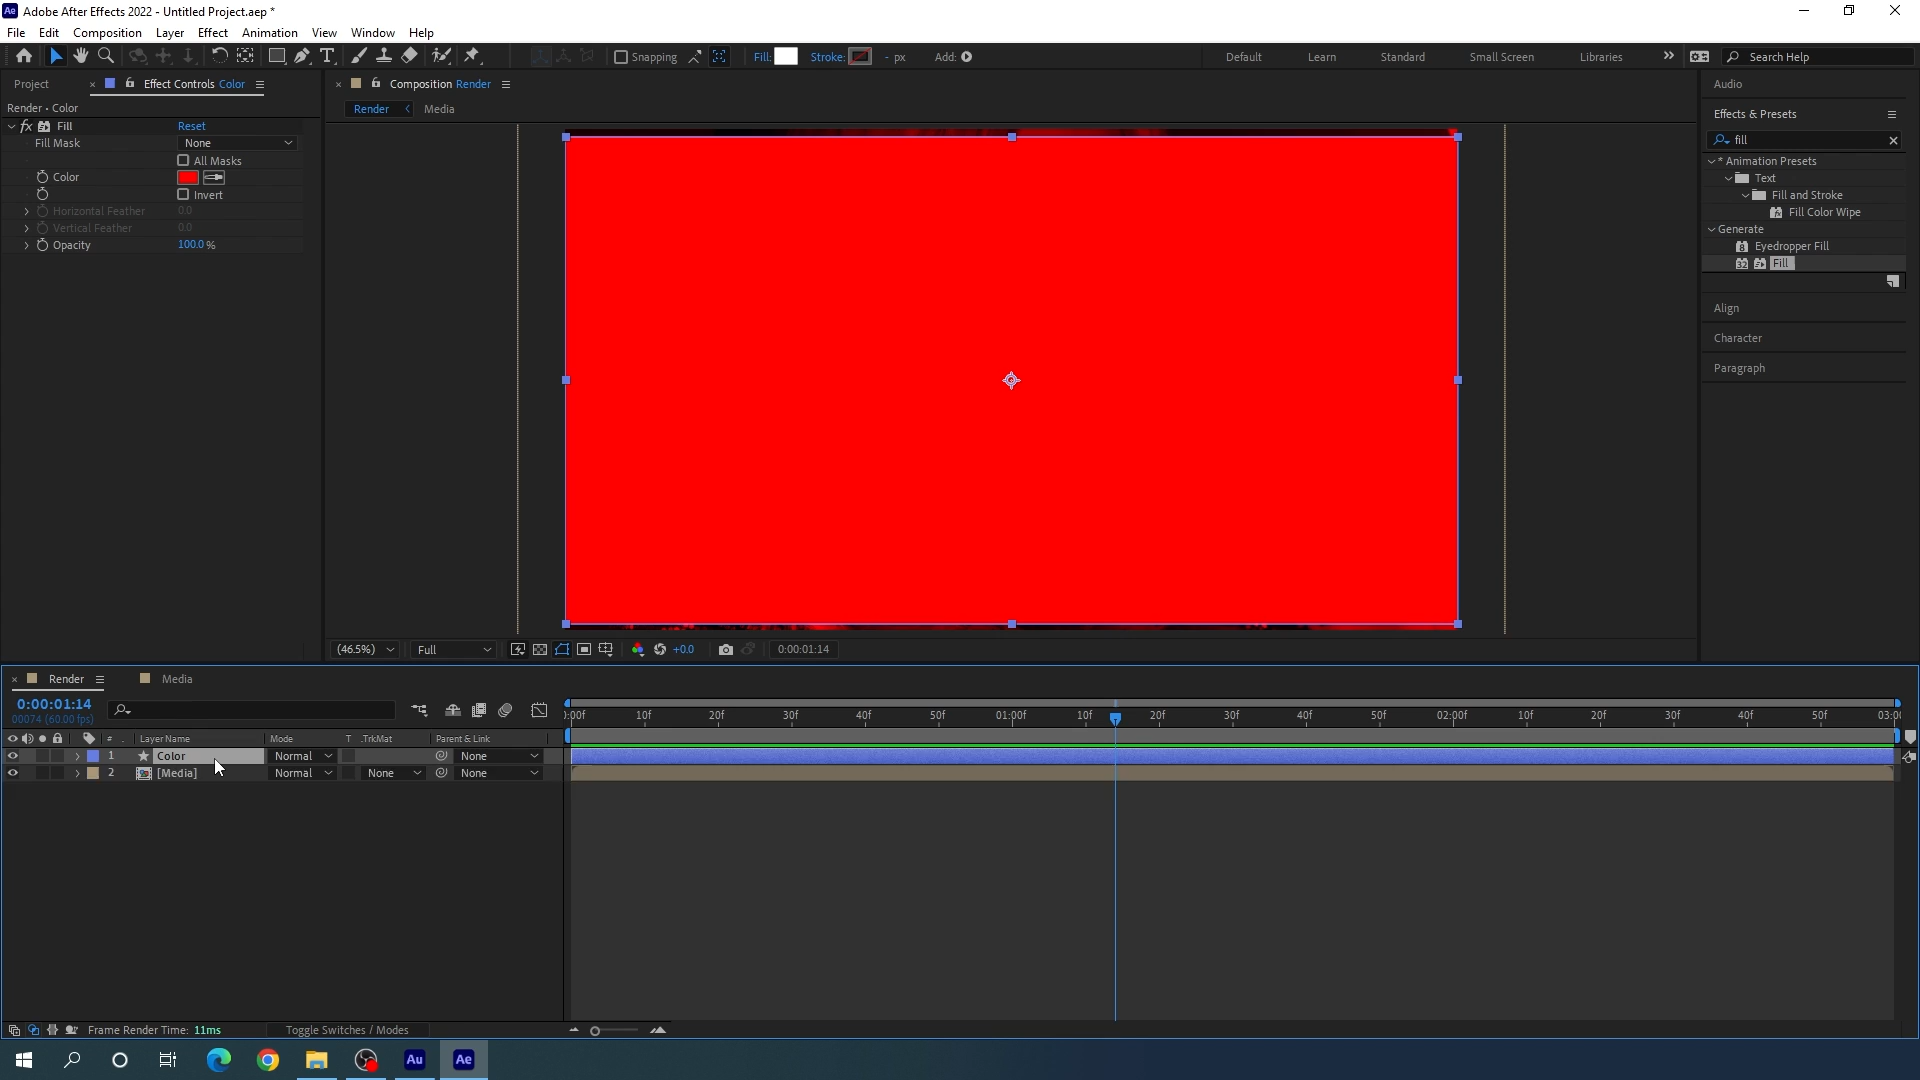 Ae Adobe After Effects 2022 - Untitled Project.aep *
File Edit Composition Layer Effect Animation View Window Help
Snapping Fill: Stroke: - px Add: Default Learn Standard Small Screen Libraries Search Help
Project × Effect Controls Color
Render • Color
fx Fill Reset
Fill Mask None
All Masks
Color
Invert
Horizontal Feather 0.0
Vertical Feather 0.0
Opacity 100.0 %
× Composition Render
Render Media
(46.5%) Full +0.0 0:00:01:14
Audio
Effects & Presets
fill
* Animation Presets
Text
Fill and Stroke
Fill Color Wipe
Generate
Eyedropper Fill
Fill
Align
Character
Paragraph
× Render Media
0:00:01:14
00074 (60.00 fps)
):00f 10f 20f 30f 40f 50f 01:00f 10f 20f 30f 40f 50f 02:00f 10f 20f 30f 40f 50f 03:0(
# . Layer Name Mode T .TrkMat Parent & Link
1 Color Normal None
2 [Media] Normal None None
Frame Render Time: 11ms Toggle Switches / Modes
Au Ae